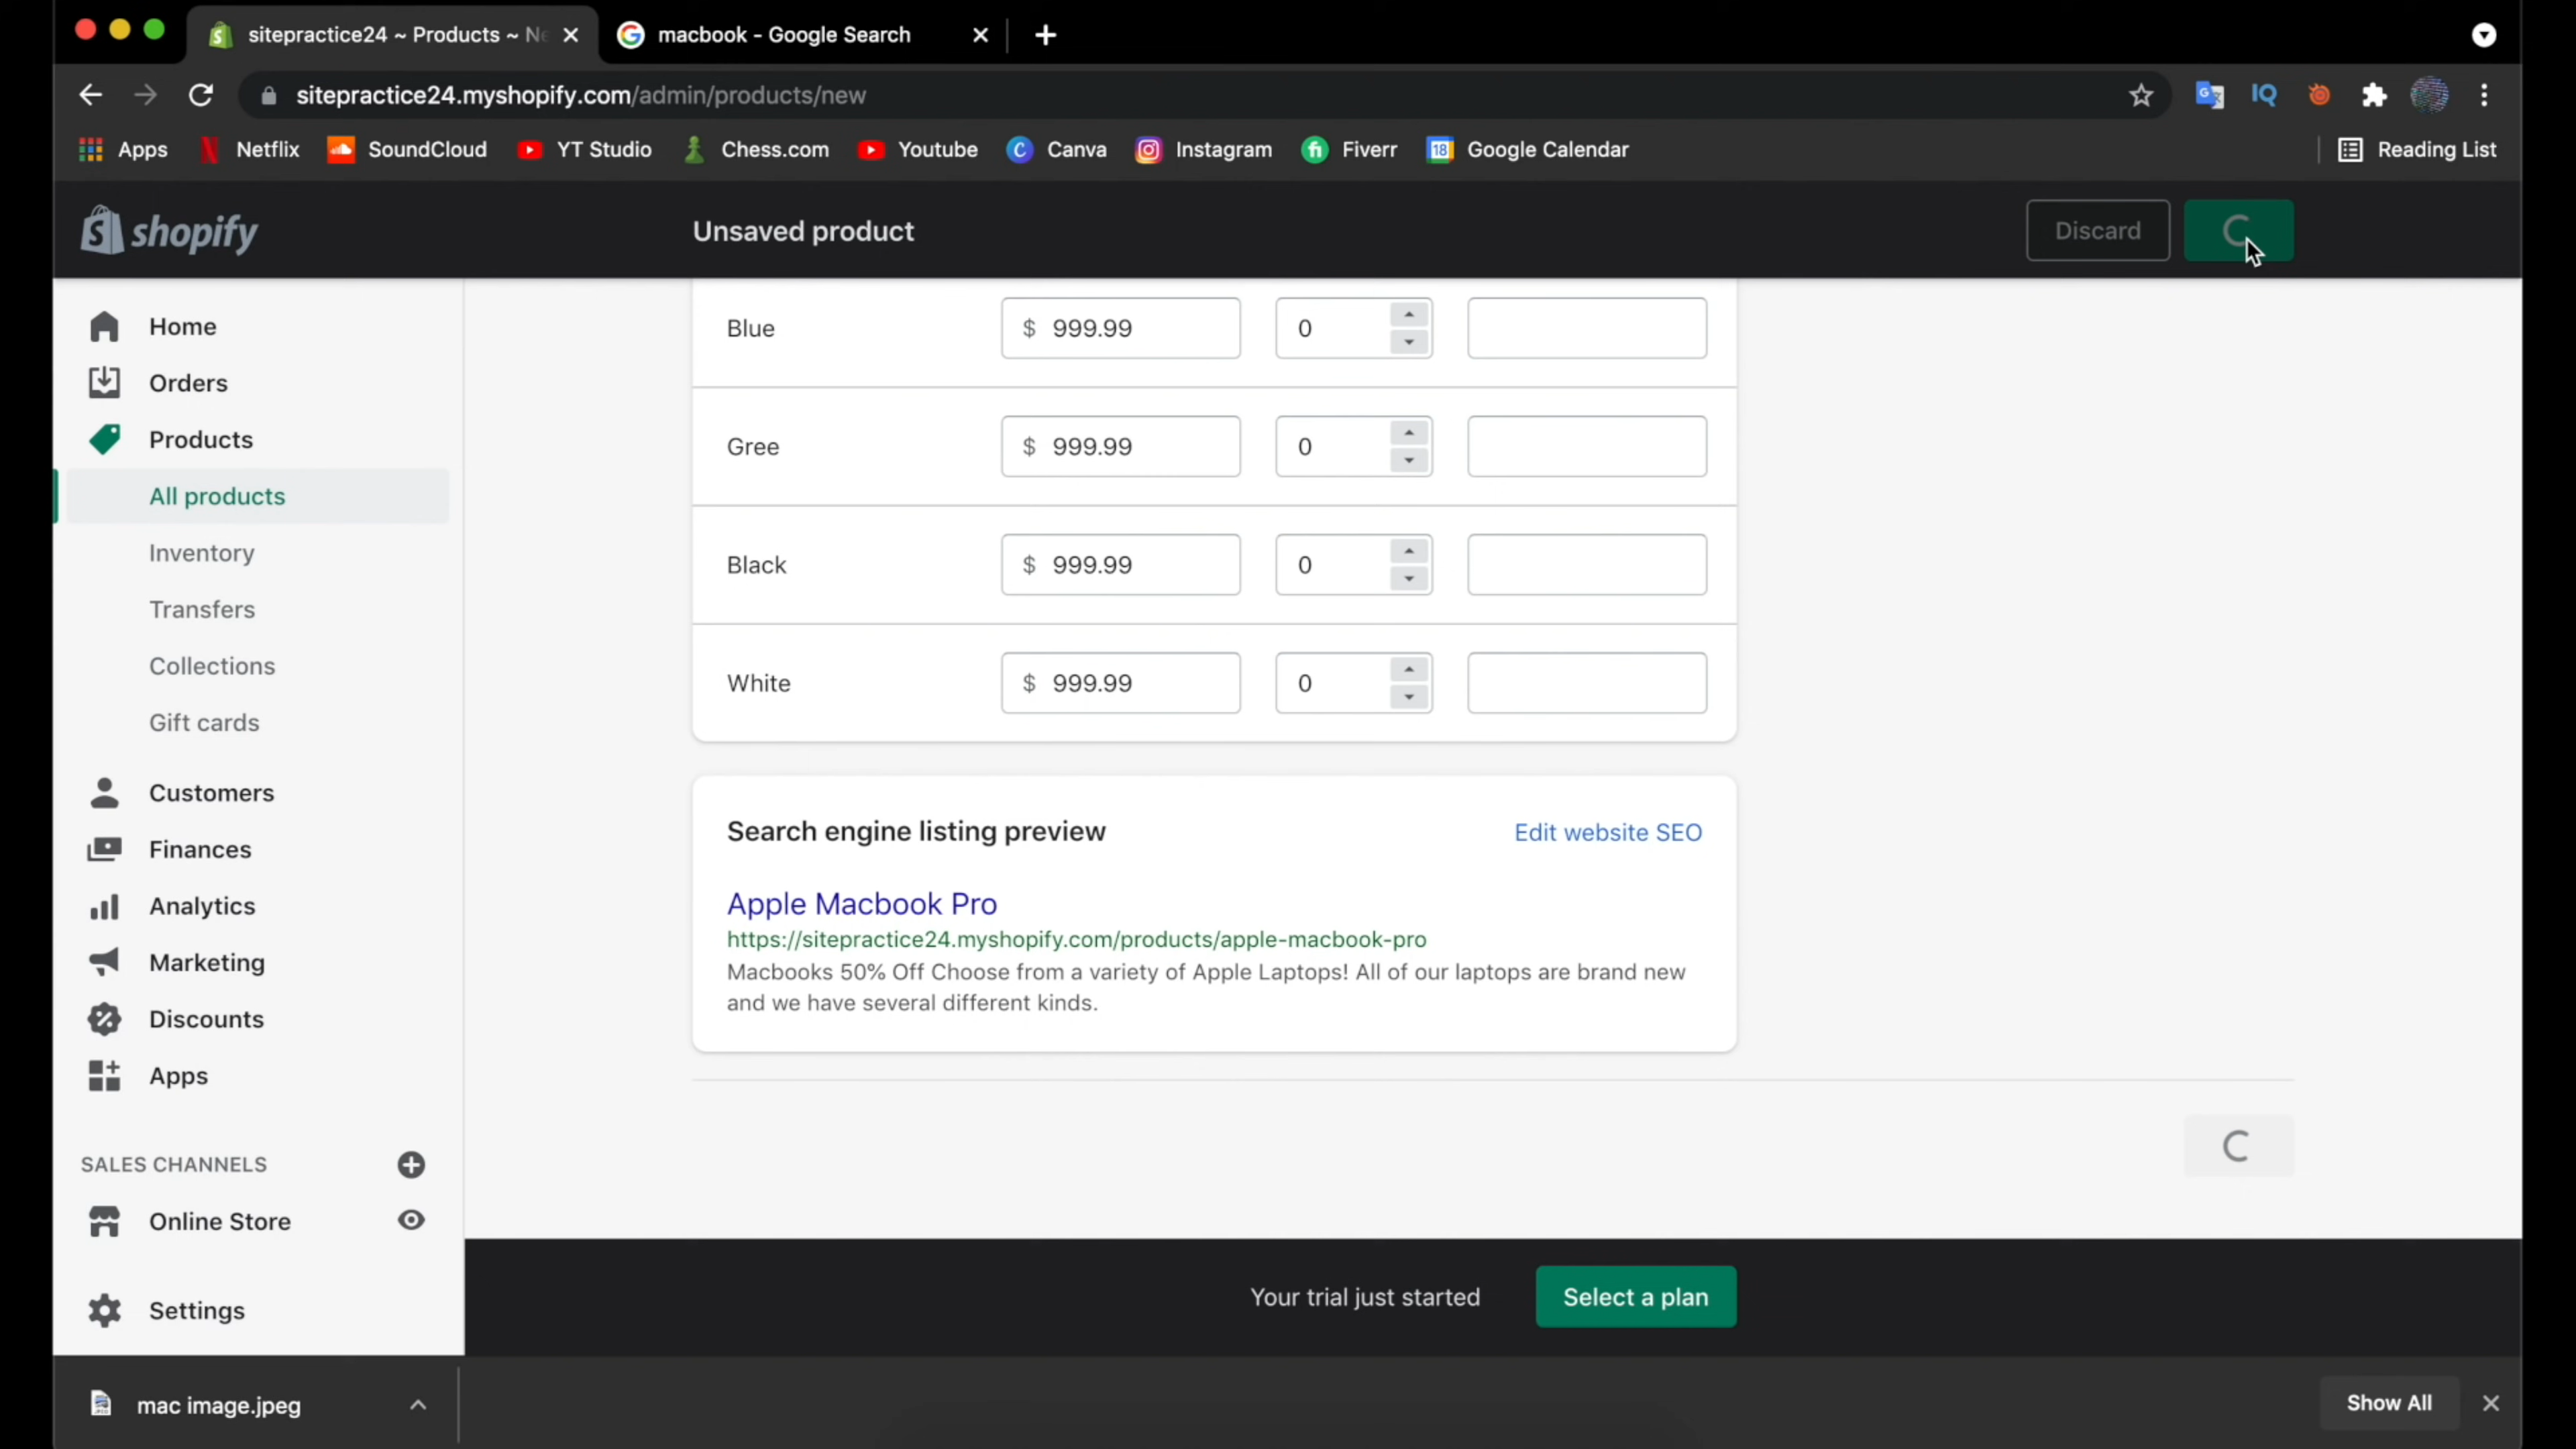 sitepractice24 ~ Products ~ Ne
macbook - Google Search
sitepractice24.myshopify.com/admin/products/new
Apps Netflix SoundCloud YT Studio Chess.com Youtube Canva Instagram Fiverr 18 Google Calendar Reading List
shopify
Unsaved product
Discard
Home
Orders
Products
All products
Inventory
Transfers
Collections
Gift cards
Customers
Finances
Analytics
Marketing
Discounts
Apps
SALES CHANNELS
Online Store
Settings
Blue $ 999.99 0
Gree $ 999.99 0
Black $ 999.99 0
White $ 999.99 0
Search engine listing preview Edit website SEO
Apple Macbook Pro
https://sitepractice24.myshopify.com/products/apple-macbook-pro
Macbooks 50% Off Choose from a variety of Apple Laptops! All of our laptops are brand new
and we have several different kinds.
Your trial just started Select a plan
mac image.jpeg Show All